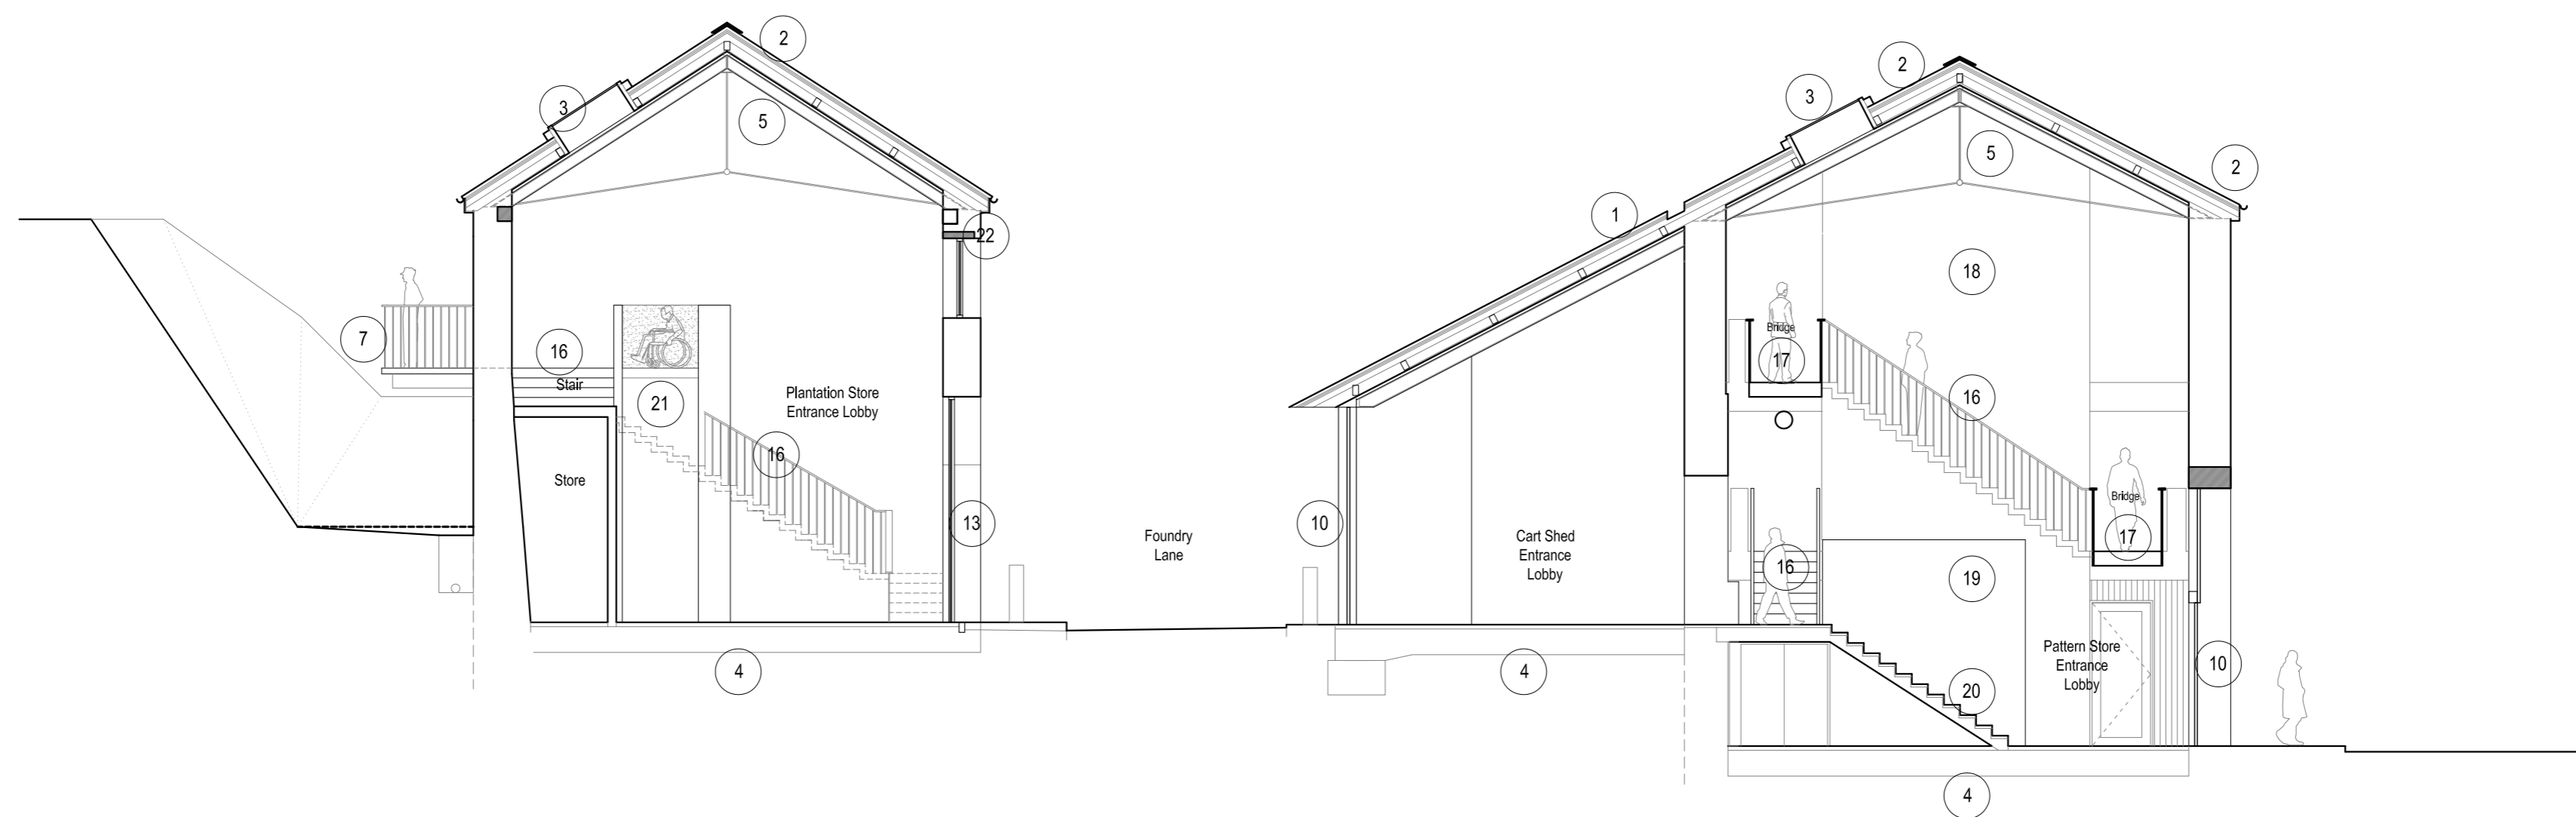 2
3
5
22
7
16
Stair
21
Plantation Store
Entrance Lobby
16
Store
13
4
Foundry
Lane
2
3
5
2
1
18
Bridge
17
16
10
Cart Shed
Entrance
Lobby
16
19
Bridge
17
Pattern Store
Entrance
Lobby
10
20
4
4